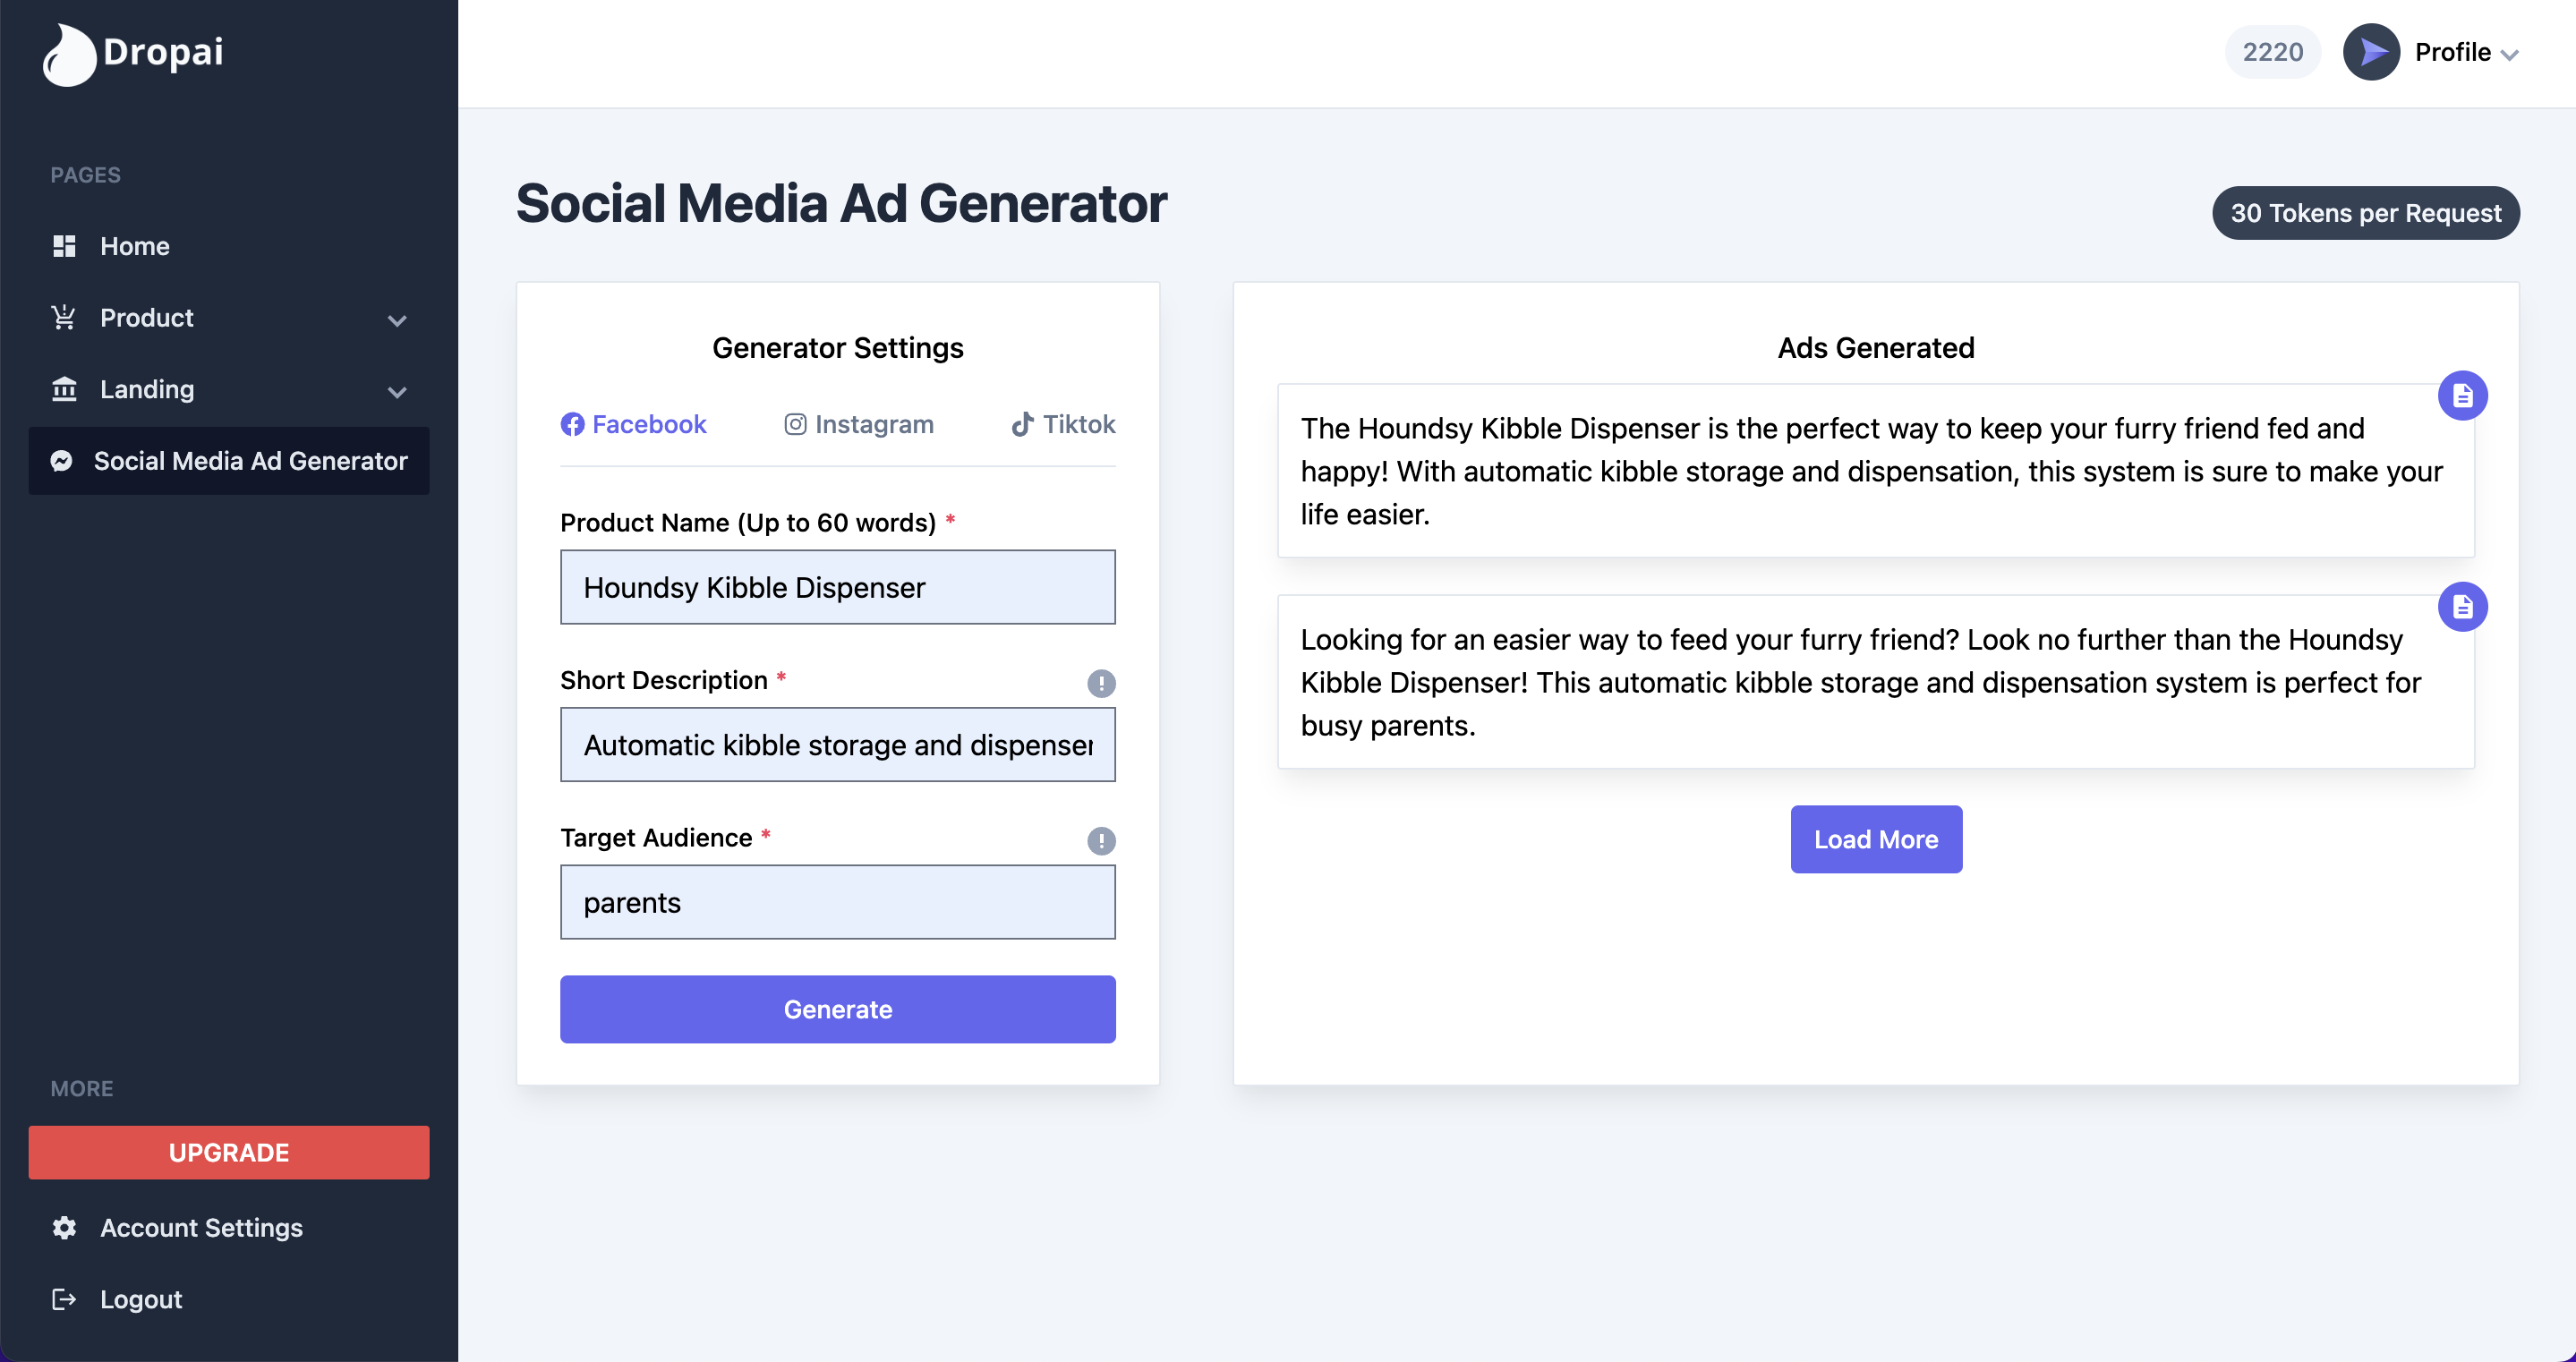 Dropai
2220
Profile
PAGES
Home
Product
Landing
Social Media Ad Generator
MORE
UPGRADE
Account Settings
Logout
Social Media Ad Generator
30 Tokens per Request
Generator Settings
Facebook
Instagram
Tiktok
Product Name (Up to 60 words) *
Houndsy Kibble Dispenser
Short Description *
Automatic kibble storage and dispenser
Target Audience *
parents
Generate
Ads Generated
The Houndsy Kibble Dispenser is the perfect way to keep your furry friend fed and
happy! With automatic kibble storage and dispensation, this system is sure to make your
life easier.
Looking for an easier way to feed your furry friend? Look no further than the Houndsy
Kibble Dispenser! This automatic kibble storage and dispensation system is perfect for
busy parents.
Load More